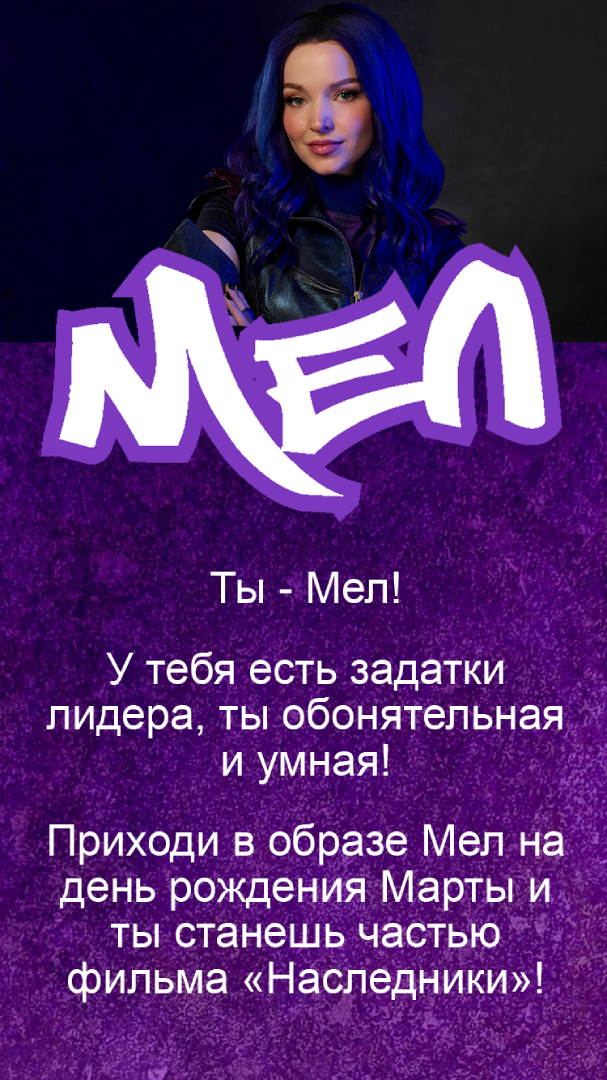 Мел
Ты - Мел!
У тебя есть задатки
лидера, ты обонятельная
и умная!
Приходи в образе Мел на
день рождения Марты и
ты станешь частью
фильма «Наследники»!